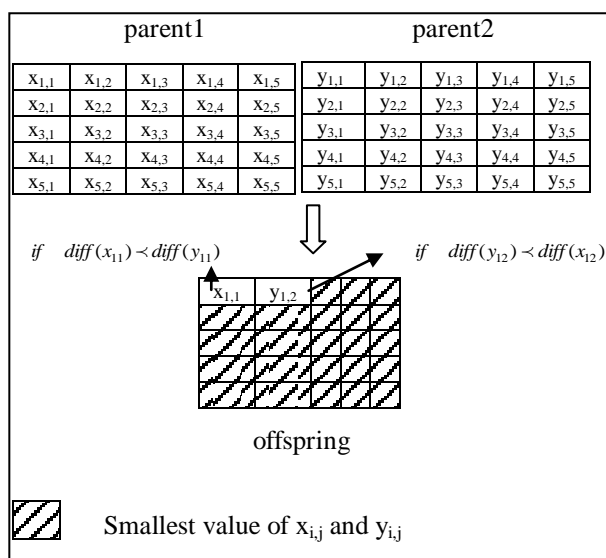 parent1 parent2
x1,1 x1,2 x1,3 x1,4 x1,5 y1,1 y1,2 y1,3 y1,4 y1,5
x2,1 x2,2 x2,3 x2,4 x2,5 y2,1 y2,2 y2,3 y2,4 y2,5
x3,1 x3,2 x3,3 x3,4 x3,5 y3,1 y3,2 y3,3 y3,4 y3,5
x4,1 x4,2 x4,3 x4,4 x4,5 y4,1 y4,2 y4,3 y4,4 y4,5
x5,1 x5,2 x5,3 x5,4 x5,5 y5,1 y5,2 y5,3 y5,4 y5,5
if diff(x11)≺diff(y11) if diff(y12)≺diff(x12)
x1,1 y1,2
offspring
Smallest value of xi,j and yi,j